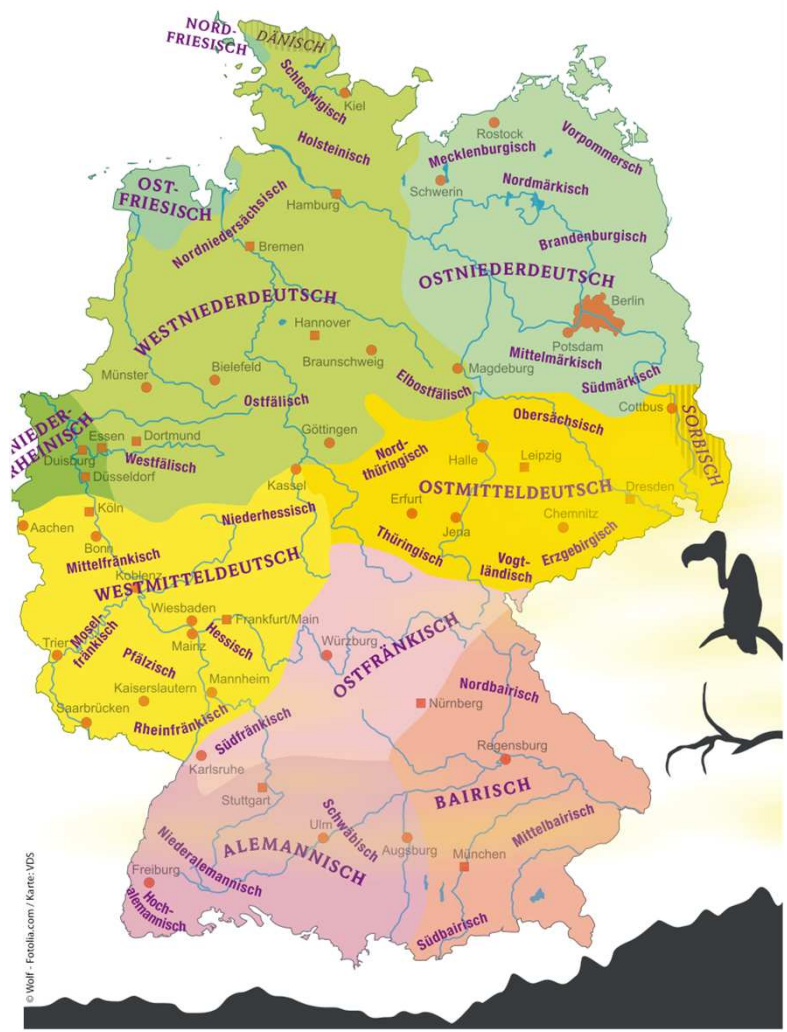 NORD-
FRIESISCH
DÄNISCH
Schleswigisch
Kiel
Holsteinisch
Rostock
Vorpommersch
Mecklenburgisch
Schwerin
Nordmärkisch
OST-
FRIESISCH
Hamburg
Nordniedersächsisch
Bremen
Brandenburgisch
OSTNIEDERDEUTSCH
WESTNIEDERDEUTSCH
Berlin
Hannover
Potsdam
Braunschweig
Mittelmärkisch
Magdeburg
Münster
Bielefeld
Elbostfälisch
Südmärkisch
Ostfälisch
Cottbus
SORBISCH
NIEDER-
RHEINISCH
Essen
Dortmund
Göttingen
Obersächsisch
Duisburg
Westfälisch
Nord-
thüringisch
Halle
Leipzig
Düsseldorf
Kassel
OSTMITTELDEUTSCH
Dresden
Köln
Niederhessisch
Erfurt
Jena
Chemnitz
Aachen
Bonn
Thüringisch
Vogt-
ländisch
Erzgebirgisch
Mittelfränkisch
Koblenz
WESTMITTELDEUTSCH
Wiesbaden
Frankfurt/Main
Mosel-
fränkisch
Trier
Mainz
Hessisch
Würzburg
OSTFRÄNKISCH
Pfälzisch
Kaiserslautern
Mannheim
Nordbairisch
Saarbrücken
Nürnberg
Rheinfränkisch
Südfränkisch
Regensburg
Karlsruhe
Stuttgart
BAIRISCH
Schwäbisch
Ulm
Mittelbairisch
ALEMANNISCH
Augsburg
München
Freiburg
Niederalemannisch
Hoch-
alemannisch
Südbairisch
© Wolf - Fotolia.com / Karte: VDS